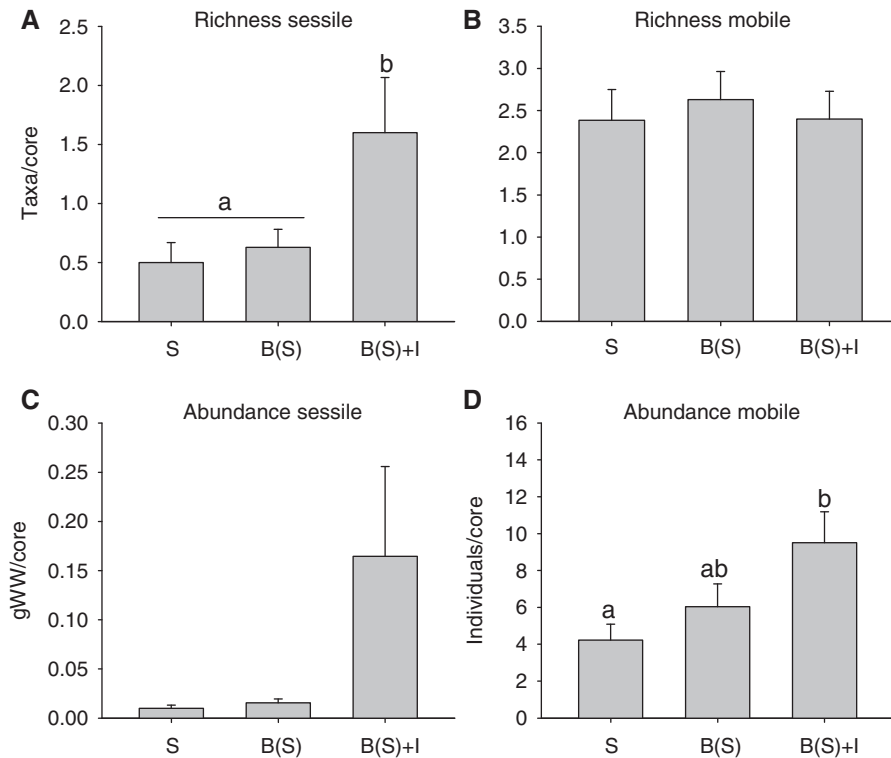 A
Richness sessile
Taxa/core
2.5
2.0
1.5
1.0
0.5
0.0
a
b
S
B(S)
B(S)+I
B
Richness mobile
3.5
3.0
2.5
2.0
1.5
1.0
0.5
0.0
S
B(S)
B(S)+I
C
Abundance sessile
gWW/core
0.30
0.25
0.20
0.15
0.10
0.05
0.00
S
B(S)
B(S)+I
D
Abundance mobile
Individuals/core
16
14
12
10
8
6
4
2
0
a
ab
b
S
B(S)
B(S)+I